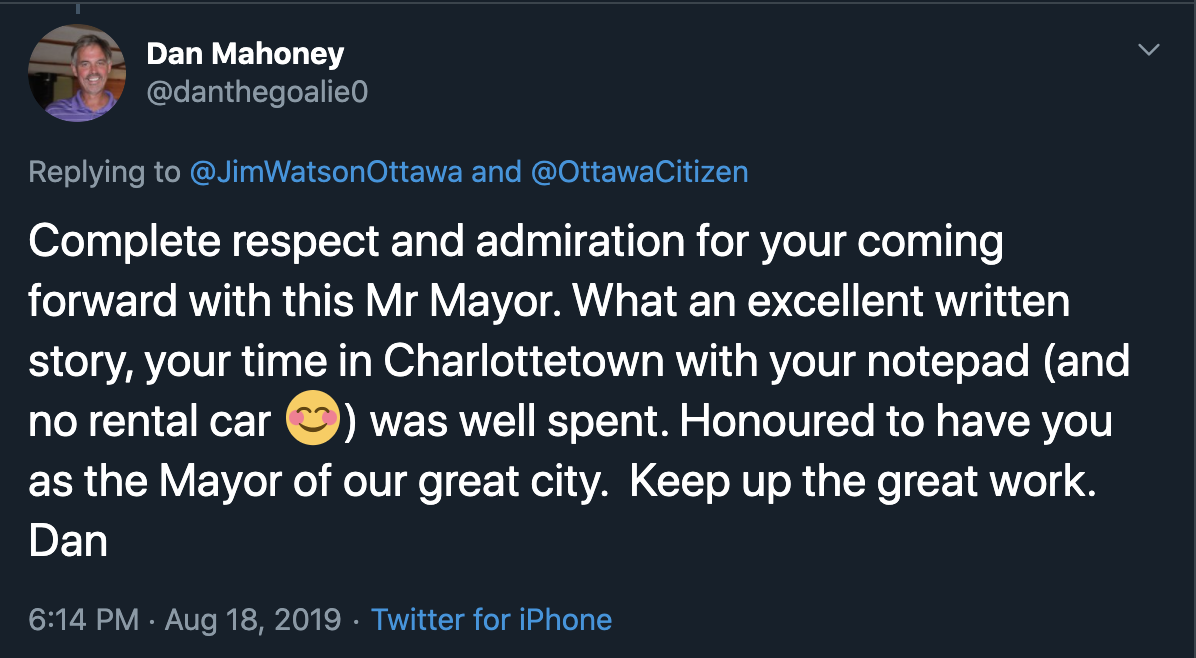 Dan Mahoney
@danthegoalie0
Replying to @JimWatsonOttawa and @OttawaCitizen
Complete respect and admiration for your coming
forward with this Mr Mayor. What an excellent written
story, your time in Charlottetown with your notepad (and
no rental car 😊) was well spent. Honoured to have you
as the Mayor of our great city.  Keep up the great work.
Dan
6:14 PM · Aug 18, 2019 · Twitter for iPhone